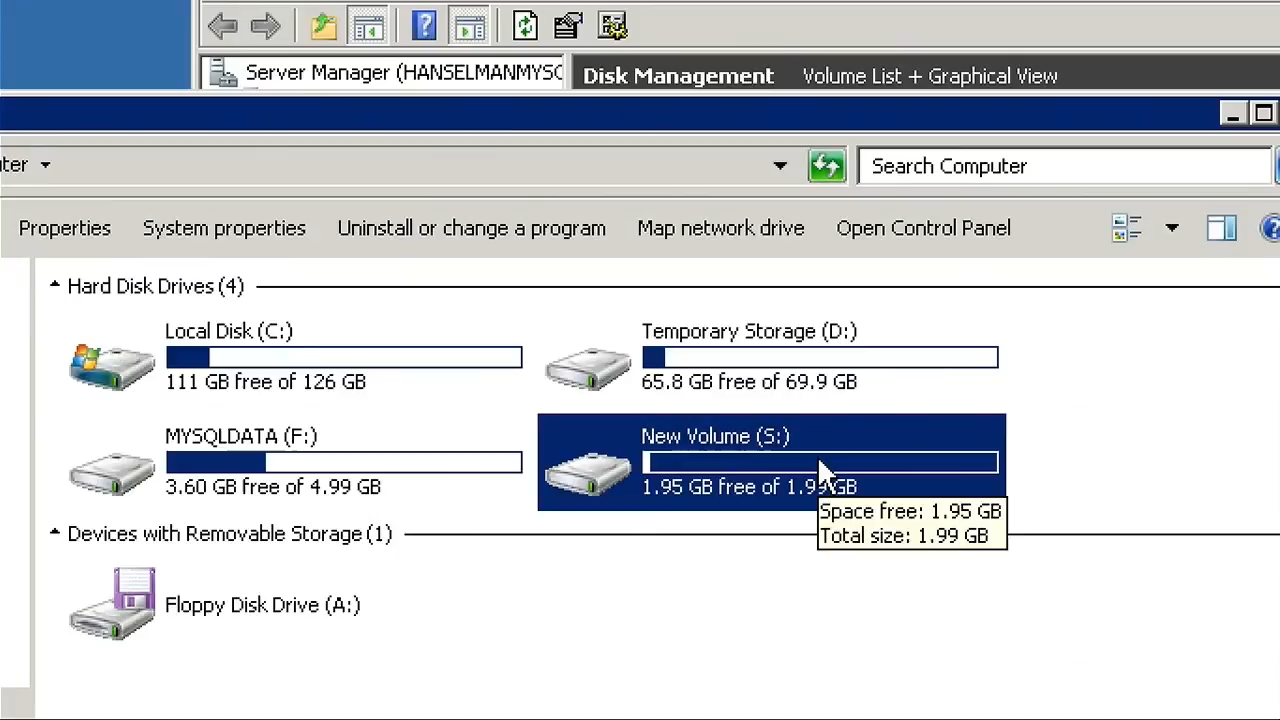 Server Manager (HANSELMANMYSQ
Disk Management Volume List + Graphical View
ter
Search Computer
Properties System properties Uninstall or change a program Map network drive Open Control Panel
Hard Disk Drives (4)
Local Disk (C:)
111 GB free of 126 GB
Temporary Storage (D:)
65.8 GB free of 69.9 GB
MYSQLDATA (F:)
3.60 GB free of 4.99 GB
New Volume (S:)
1.95 GB free of 1.99 GB
Space free: 1.95 GB
Total size: 1.99 GB
Devices with Removable Storage (1)
Floppy Disk Drive (A:)